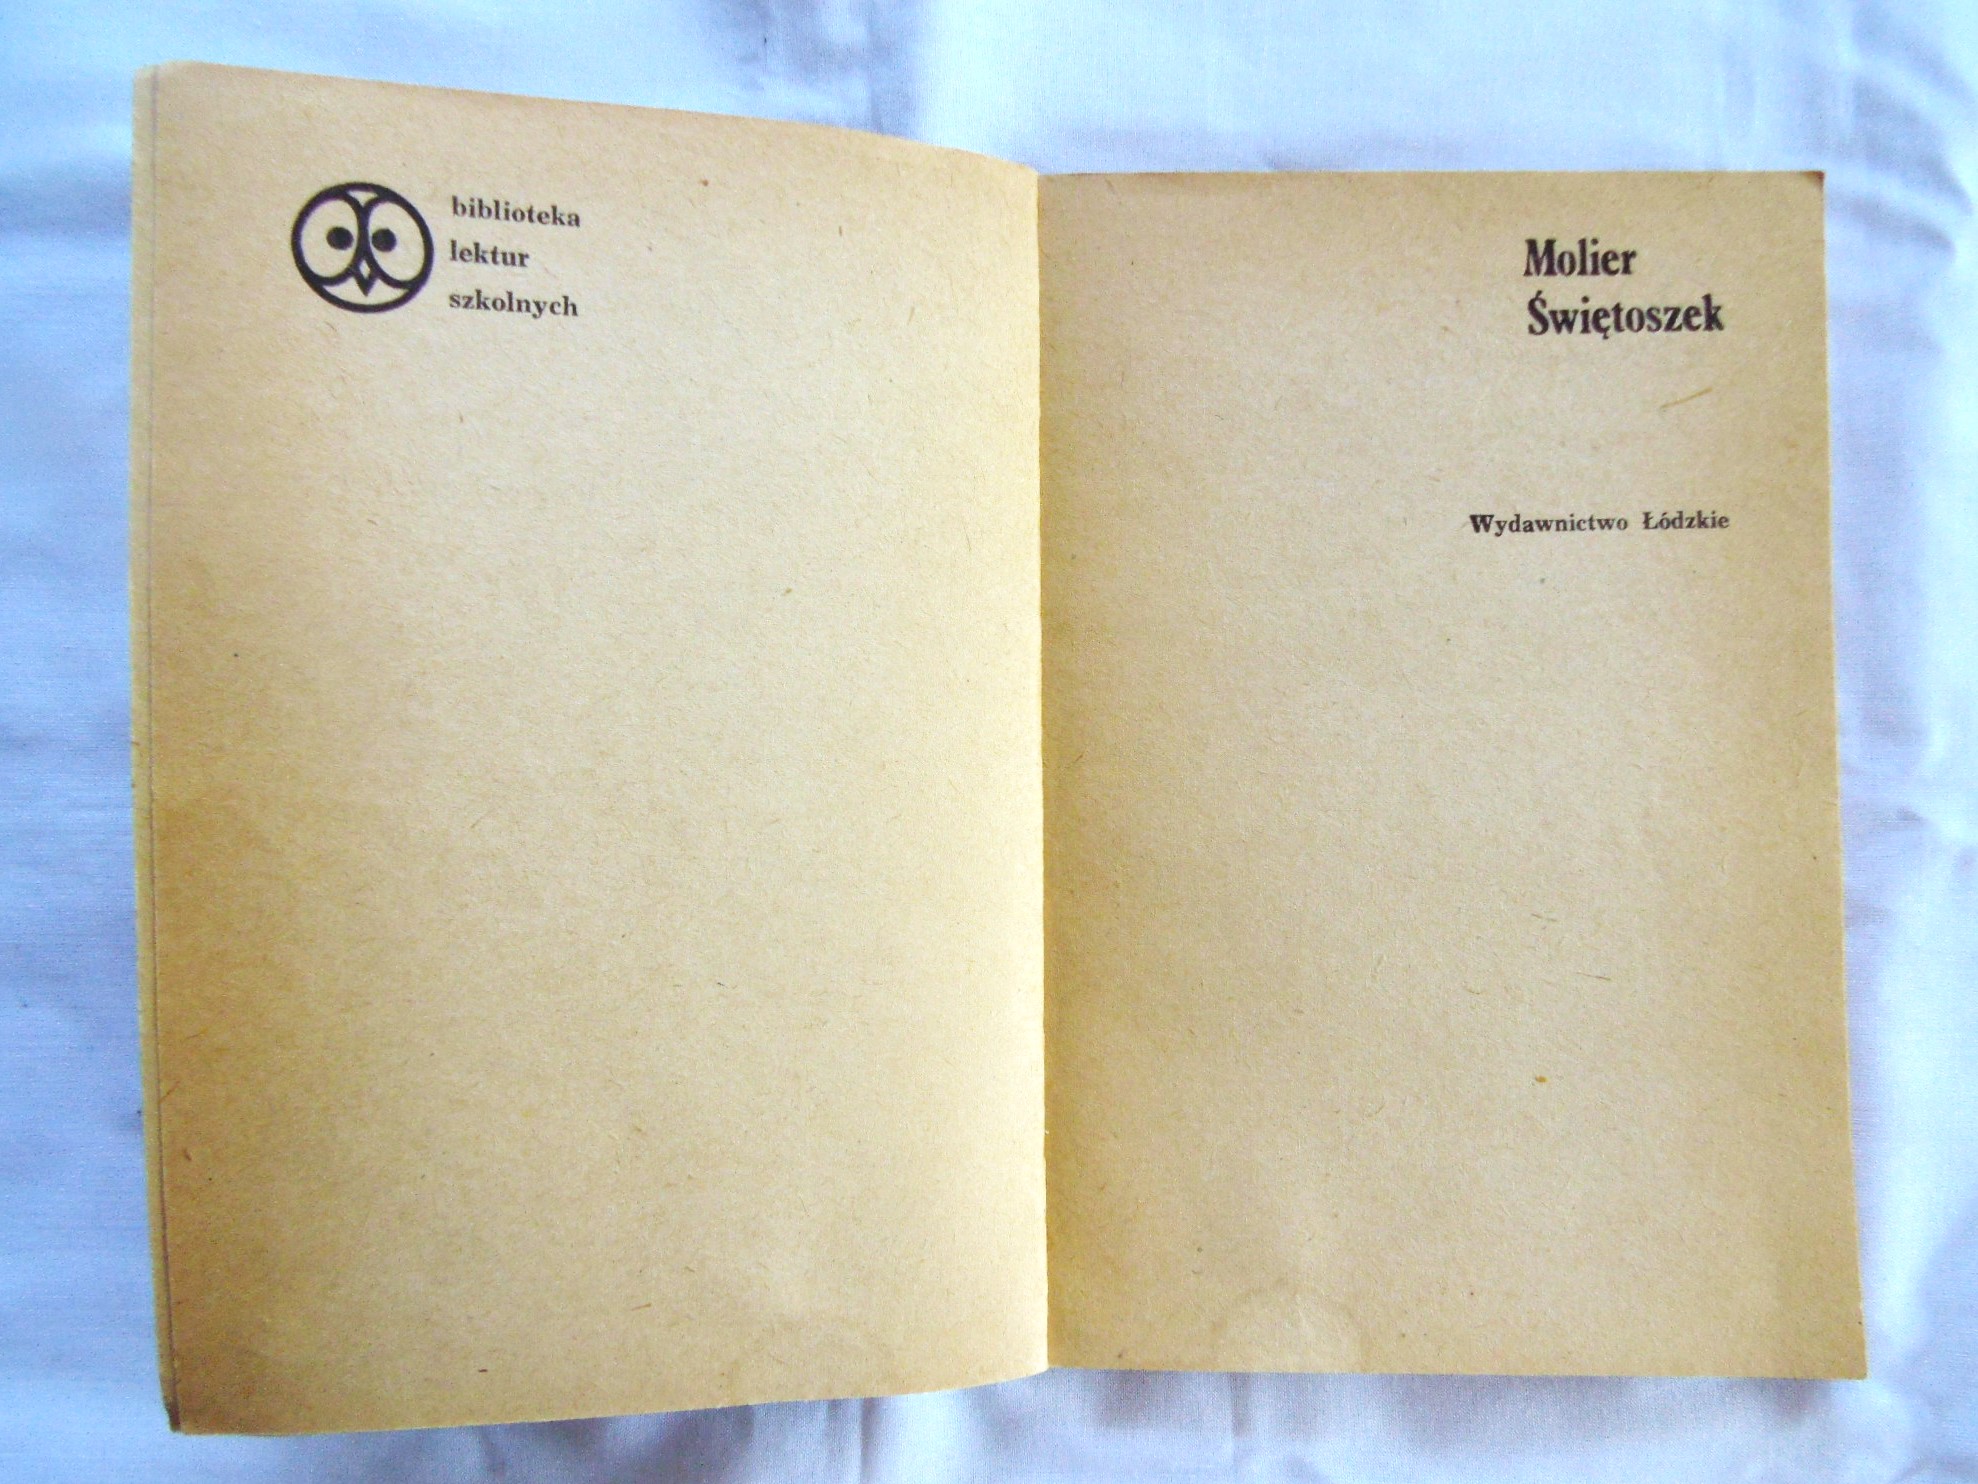 biblioteka
lektur
szkolnych
Molier
Świętoszek
Wydawnictwo Łódzkie